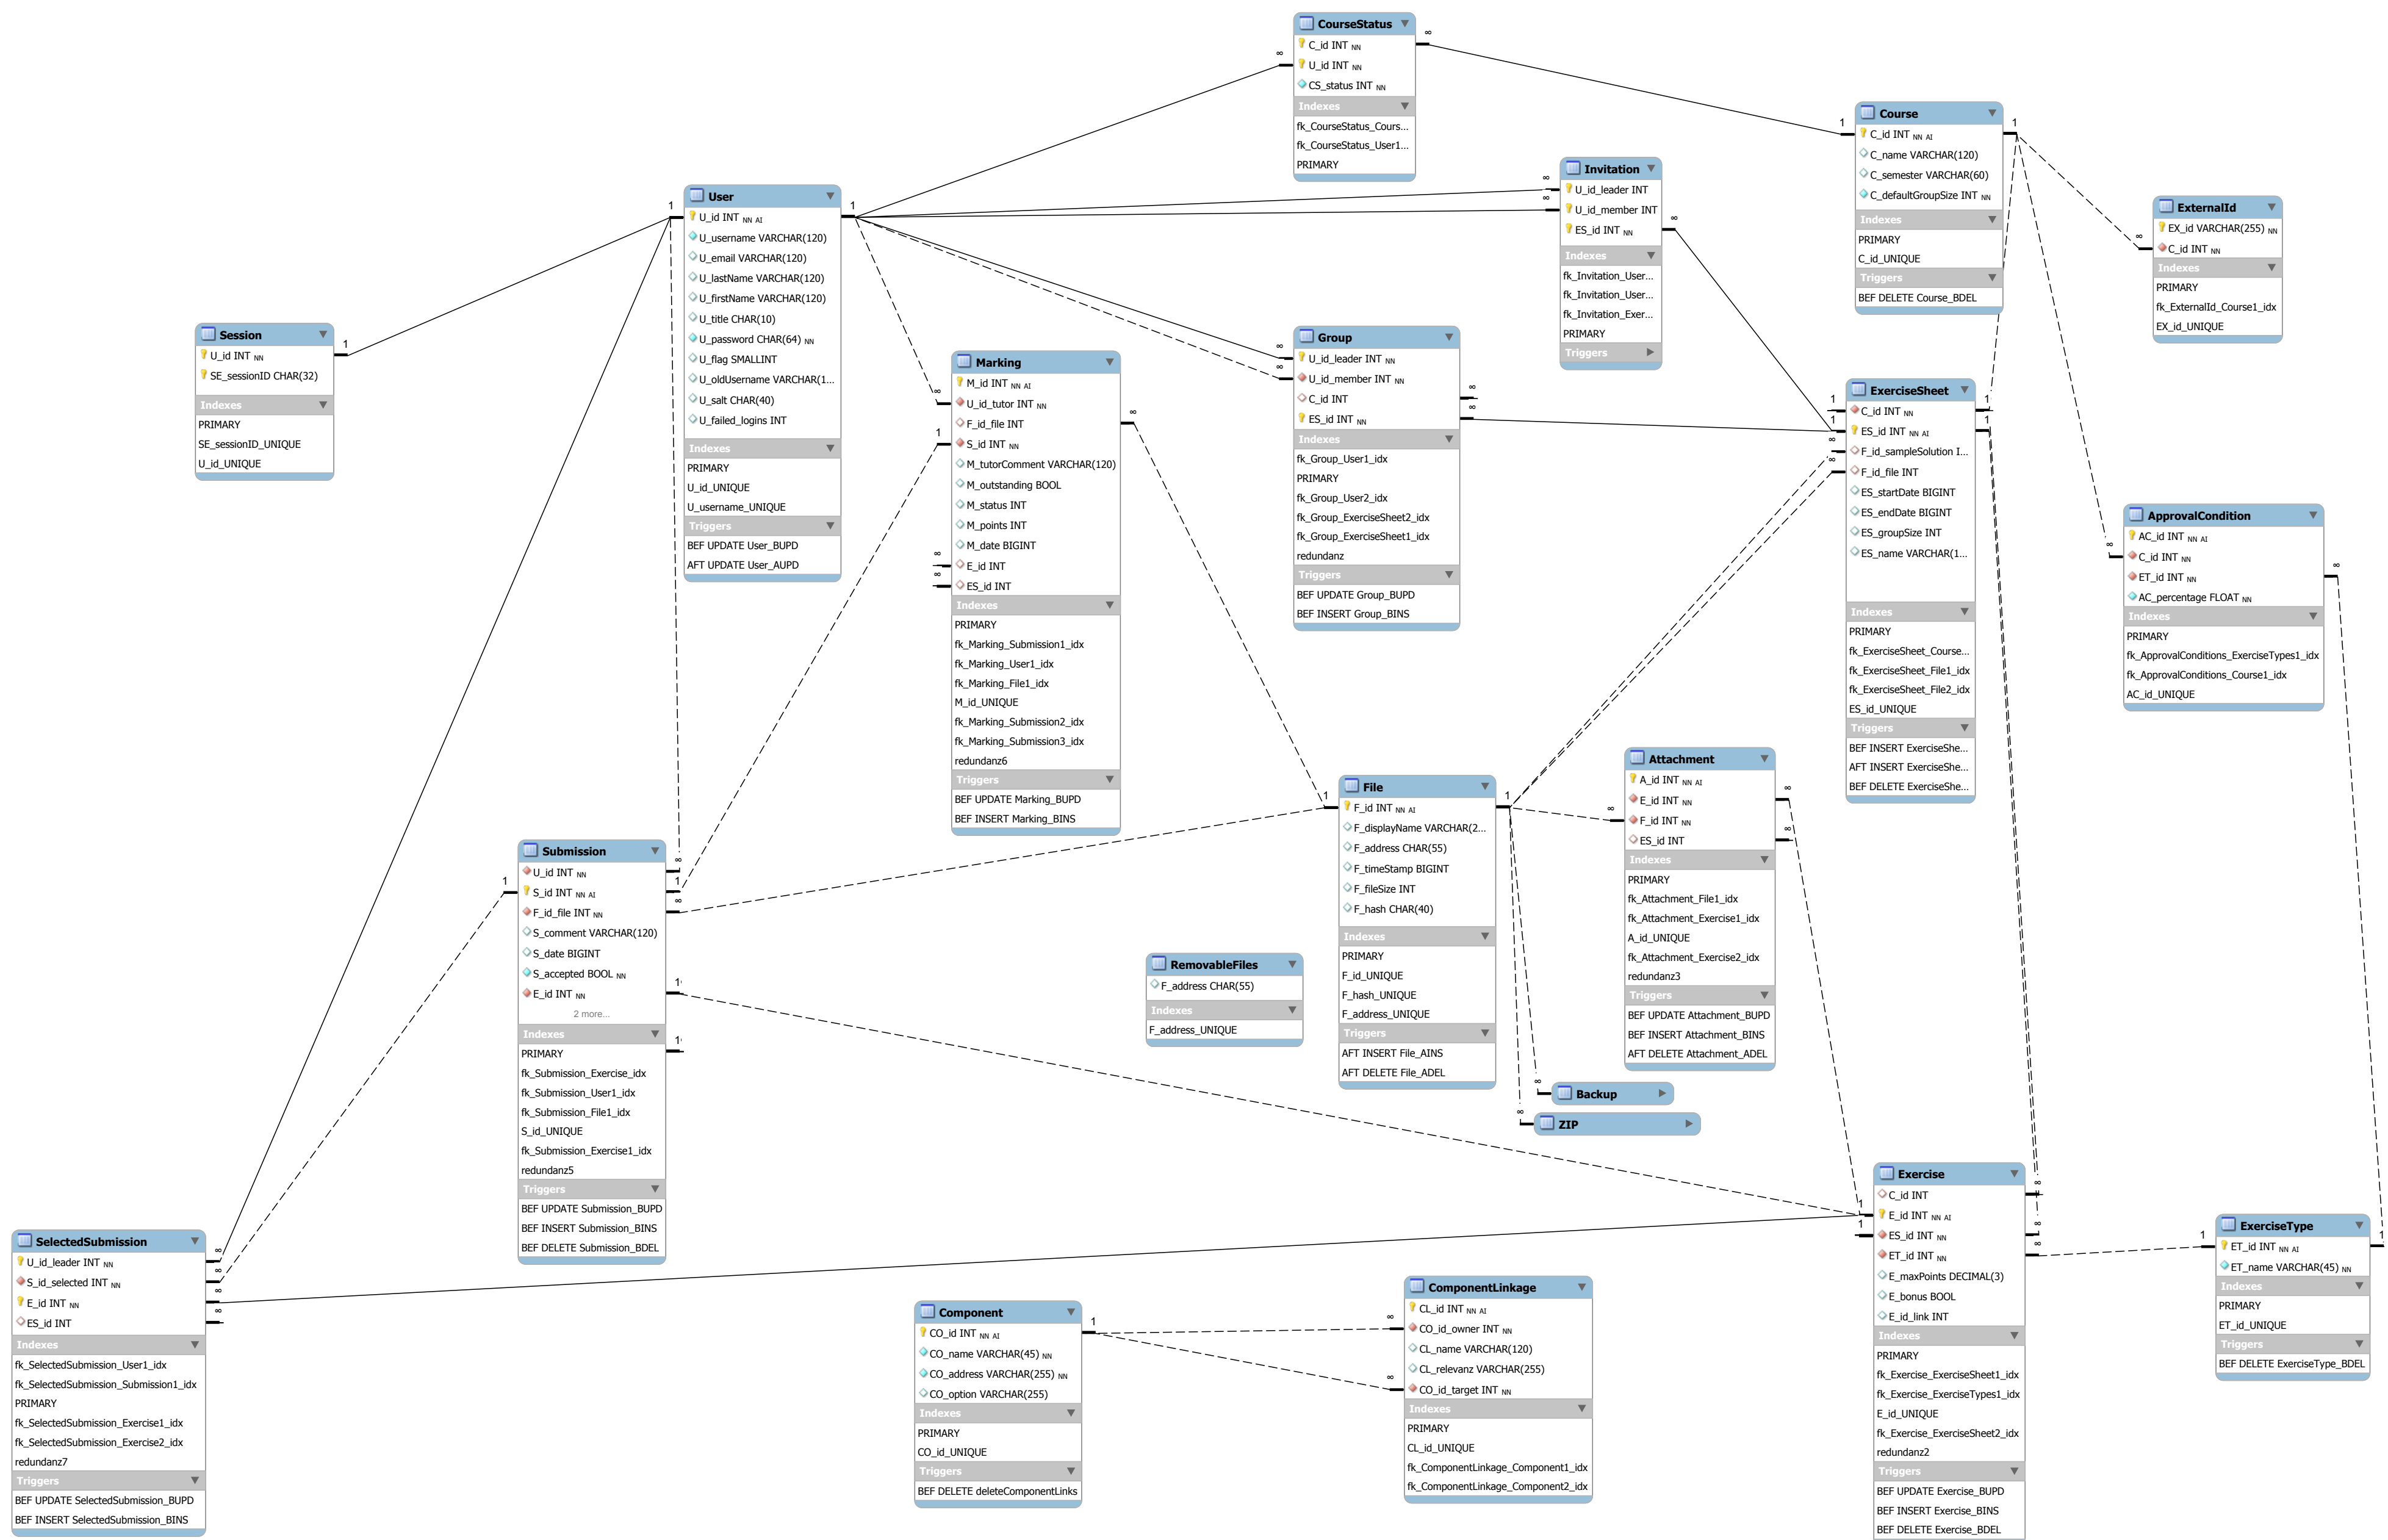 CourseStatus
C_id INT NN
U_id INT NN
CS_status INT NN
Indexes
fk_CourseStatus_Cours...
fk_CourseStatus_User1...
PRIMARY
Course
C_id INT NN AI
C_name VARCHAR(120)
C_semester VARCHAR(60)
C_defaultGroupSize INT NN
Indexes
PRIMARY
C_id_UNIQUE
Triggers
BEF DELETE Course_BDEL
Invitation
U_id_leader INT
U_id_member INT
ES_id INT NN
Indexes
fk_Invitation_User...
fk_Invitation_User...
fk_Invitation_Exer...
PRIMARY
Triggers
User
U_id INT NN AI
U_username VARCHAR(120)
U_email VARCHAR(120)
U_lastName VARCHAR(120)
U_firstName VARCHAR(120)
U_title CHAR(10)
U_password CHAR(64) NN
U_flag SMALLINT
U_oldUsername VARCHAR(1...
U_salt CHAR(40)
U_failed_logins INT
Indexes
PRIMARY
U_id_UNIQUE
U_username_UNIQUE
Triggers
BEF UPDATE User_BUPD
AFT UPDATE User_AUPD
ExternalId
EX_id VARCHAR(255) NN
C_id INT NN
Indexes
PRIMARY
fk_ExternalId_Course1_idx
EX_id_UNIQUE
Session
U_id INT NN
SE_sessionID CHAR(32)
Indexes
PRIMARY
SE_sessionID_UNIQUE
U_id_UNIQUE
Group
U_id_leader INT NN
U_id_member INT NN
C_id INT
ES_id INT NN
Indexes
fk_Group_User1_idx
PRIMARY
fk_Group_User2_idx
fk_Group_ExerciseSheet2_idx
fk_Group_ExerciseSheet1_idx
redundanz
Triggers
BEF UPDATE Group_BUPD
BEF INSERT Group_BINS
Marking
M_id INT NN AI
U_id_tutor INT NN
F_id_file INT
S_id INT NN
M_tutorComment VARCHAR(120)
M_outstanding BOOL
M_status INT
M_points INT
M_date BIGINT
E_id INT
ES_id INT
Indexes
PRIMARY
fk_Marking_Submission1_idx
fk_Marking_User1_idx
fk_Marking_File1_idx
M_id_UNIQUE
fk_Marking_Submission2_idx
fk_Marking_Submission3_idx
redundanz6
Triggers
BEF UPDATE Marking_BUPD
BEF INSERT Marking_BINS
ExerciseSheet
C_id INT NN
ES_id INT NN AI
F_id_sampleSolution I...
F_id_file INT
ES_startDate BIGINT
ES_endDate BIGINT
ES_groupSize INT
ES_name VARCHAR(1...
Indexes
PRIMARY
fk_ExerciseSheet_Course...
fk_ExerciseSheet_File1_idx
fk_ExerciseSheet_File2_idx
ES_id_UNIQUE
Triggers
BEF INSERT ExerciseShe...
AFT INSERT ExerciseShe...
BEF DELETE ExerciseShe...
ApprovalCondition
AC_id INT NN AI
C_id INT NN
ET_id INT NN
AC_percentage FLOAT NN
Indexes
PRIMARY
fk_ApprovalConditions_ExerciseTypes1_idx
fk_ApprovalConditions_Course1_idx
AC_id_UNIQUE
Attachment
A_id INT NN AI
E_id INT NN
F_id INT NN
ES_id INT
Indexes
PRIMARY
fk_Attachment_File1_idx
fk_Attachment_Exercise1_idx
A_id_UNIQUE
fk_Attachment_Exercise2_idx
redundanz3
Triggers
BEF UPDATE Attachment_BUPD
BEF INSERT Attachment_BINS
AFT DELETE Attachment_ADEL
File
F_id INT NN AI
F_displayName VARCHAR(2...
F_address CHAR(55)
F_timeStamp BIGINT
F_fileSize INT
F_hash CHAR(40)
Indexes
PRIMARY
F_id_UNIQUE
F_hash_UNIQUE
F_address_UNIQUE
Triggers
AFT INSERT File_AINS
AFT DELETE File_ADEL
Submission
U_id INT NN
S_id INT NN AI
F_id_file INT NN
S_comment VARCHAR(120)
S_date BIGINT
S_accepted BOOL NN
E_id INT NN
2 more...
Indexes
PRIMARY
fk_Submission_Exercise_idx
fk_Submission_User1_idx
fk_Submission_File1_idx
S_id_UNIQUE
fk_Submission_Exercise1_idx
redundanz5
Triggers
BEF UPDATE Submission_BUPD
BEF INSERT Submission_BINS
BEF DELETE Submission_BDEL
RemovableFiles
F_address CHAR(55)
Indexes
F_address_UNIQUE
Backup
ZIP
Exercise
C_id INT
E_id INT NN AI
ES_id INT NN
ET_id INT NN
E_maxPoints DECIMAL(3)
E_bonus BOOL
E_id_link INT
Indexes
PRIMARY
fk_Exercise_ExerciseSheet1_idx
fk_Exercise_ExerciseTypes1_idx
E_id_UNIQUE
fk_Exercise_ExerciseSheet2_idx
redundanz2
Triggers
BEF UPDATE Exercise_BUPD
BEF INSERT Exercise_BINS
BEF DELETE Exercise_BDEL
ExerciseType
ET_id INT NN AI
ET_name VARCHAR(45) NN
Indexes
PRIMARY
ET_id_UNIQUE
Triggers
BEF DELETE ExerciseType_BDEL
SelectedSubmission
U_id_leader INT NN
S_id_selected INT NN
E_id INT NN
ES_id INT
Indexes
fk_SelectedSubmission_User1_idx
fk_SelectedSubmission_Submission1_idx
PRIMARY
fk_SelectedSubmission_Exercise1_idx
fk_SelectedSubmission_Exercise2_idx
redundanz7
Triggers
BEF UPDATE SelectedSubmission_BUPD
BEF INSERT SelectedSubmission_BINS
Component
CO_id INT NN AI
CO_name VARCHAR(45) NN
CO_address VARCHAR(255) NN
CO_option VARCHAR(255)
Indexes
PRIMARY
CO_id_UNIQUE
Triggers
BEF DELETE deleteComponentLinks
ComponentLinkage
CL_id INT NN AI
CO_id_owner INT NN
CL_name VARCHAR(120)
CL_relevanz VARCHAR(255)
CO_id_target INT NN
Indexes
PRIMARY
CL_id_UNIQUE
fk_ComponentLinkage_Component1_idx
fk_ComponentLinkage_Component2_idx